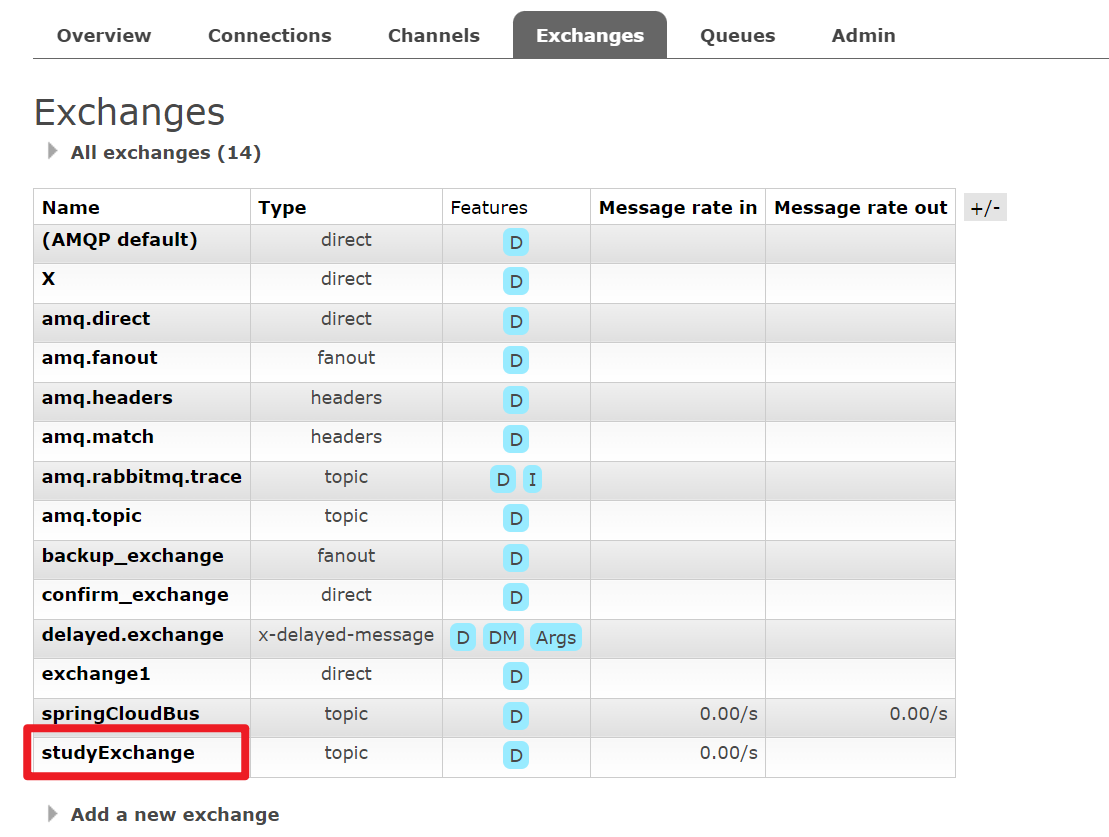 Overview Connections Channels Exchanges Queues Admin
Exchanges
All exchanges (14)
Name Type Features Message rate in Message rate out +/-
(AMQP default) direct D
X direct D
amq.direct direct D
amq.fanout fanout D
amq.headers headers D
amq.match headers D
amq.rabbitmq.trace topic D I
amq.topic topic D
backup_exchange fanout D
confirm_exchange direct D
delayed.exchange x-delayed-message D DM Args
exchange1 direct D
springCloudBus topic D 0.00/s 0.00/s
studyExchange topic D 0.00/s
Add a new exchange